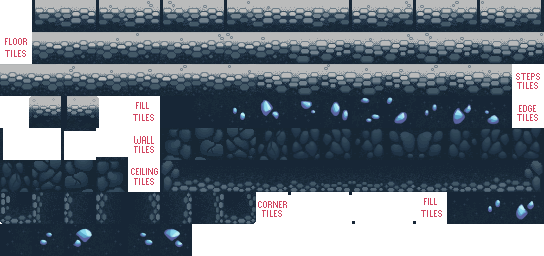 FLOOR
TILES
STEPS
TILES
FILL
TILES
EDGE
TILES
WALL
TILES
CEILING
TILES
CORNER
TILES
FILL
TILES